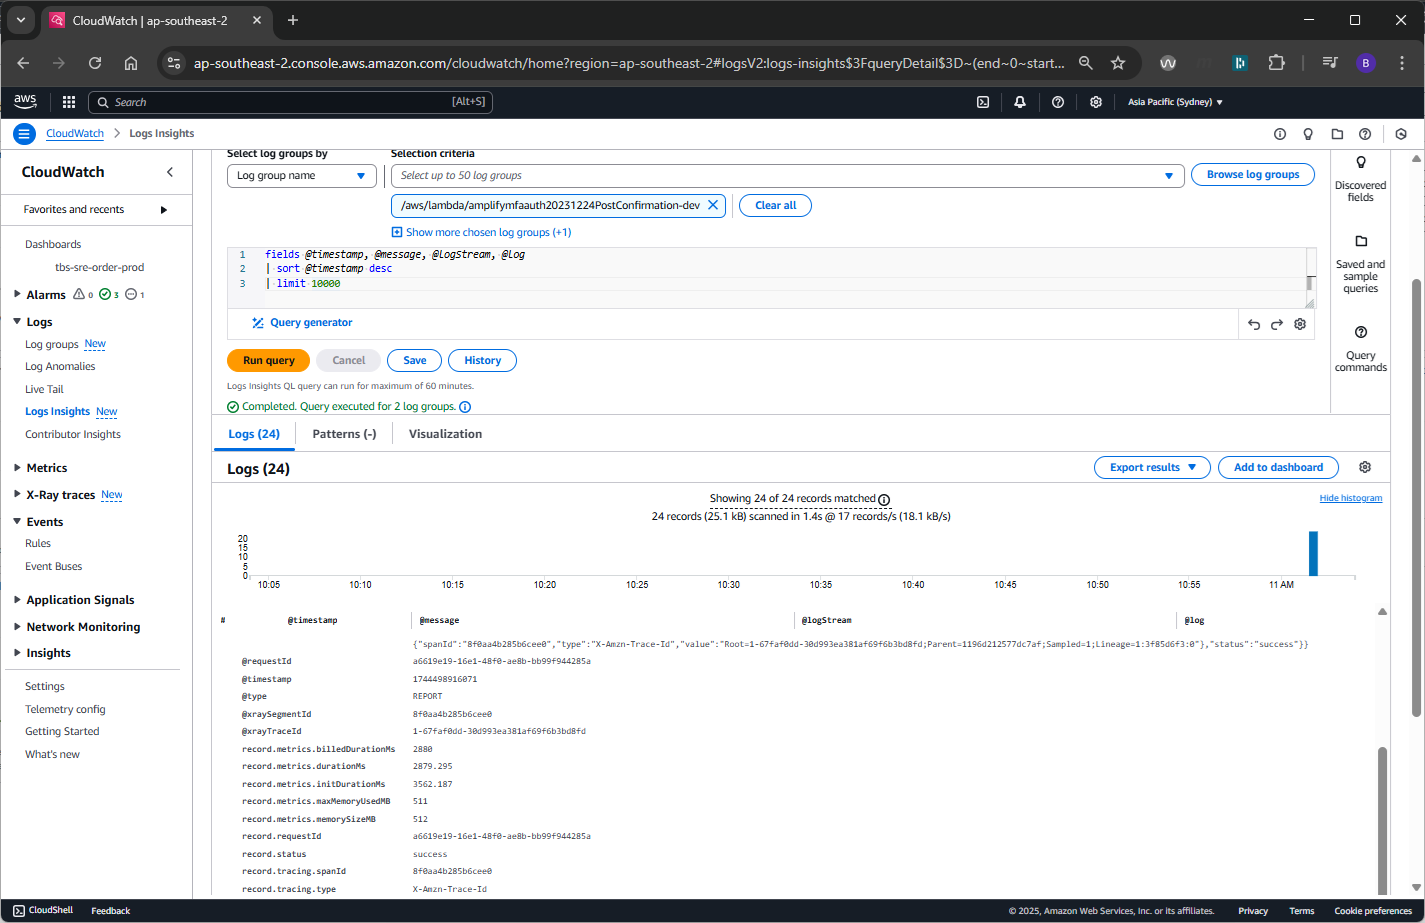 CloudWatch | ap-southeast-2
ap-southeast-2.console.aws.amazon.com/cloudwatch/home?region=ap-southeast-2#logsV2:logs-insights$3FqueryDetail$3D~(end~0~start...
B
aws
Search
[Alt+S]
Asia Pacific (Sydney)
CloudWatch > Logs Insights
CloudWatch
Favorites and recents
Dashboards
tbs-sre-order-prod
Alarms 0 3 1
Logs
Log groups New
Log Anomalies
Live Tail
Logs Insights New
Contributor Insights
Metrics
X-Ray traces New
Events
Rules
Event Buses
Application Signals
Network Monitoring
Insights
Settings
Telemetry config
Getting Started
What's new
Select log groups by
Log group name
Selection criteria
Select up to 50 log groups
Browse log groups
/aws/lambda/amplifymfaauth20231224PostConfirmation-dev
Clear all
Show more chosen log groups (+1)
1 fields @timestamp, @message, @logStream, @log
2 | sort @timestamp desc
3 | limit 10000
Query generator
Run query
Cancel
Save
History
Logs Insights QL query can run for maximum of 60 minutes.
Completed. Query executed for 2 log groups.
Discovered
fields
Saved and
sample
queries
Query
commands
Logs (24)
Patterns (-)
Visualization
Logs (24)
Export results
Add to dashboard
Showing 24 of 24 records matched
24 records (25.1 kB) scanned in 1.4s @ 17 records/s (18.1 kB/s)
Hide histogram
20
15
10
5
0
10:05 10:10 10:15 10:20 10:25 10:30 10:35 10:40 10:45 10:50 10:55 11 AM
# @timestamp @message @logStream @log
{"spanId":"8f0aa4b285b6cee0","type":"X-Amzn-Trace-Id","value":"Root=1-67faf0dd-30d993ea381af69f6b3bd8fd;Parent=1196d212577dc7af;Sampled=1;Lineage=1:3f85d6f3:0"},"status":"success"}}
@requestId a6619e19-16e1-48f0-ae8b-bb99f944285a
@timestamp 1744498916071
@type REPORT
@xraySegmentId 8f0aa4b285b6cee0
@xrayTraceId 1-67faf0dd-30d993ea381af69f6b3bd8fd
record.metrics.billedDurationMs 2880
record.metrics.durationMs 2879.295
record.metrics.initDurationMs 3562.187
record.metrics.maxMemoryUsedMB 511
record.metrics.memorySizeMB 512
record.requestId a6619e19-16e1-48f0-ae8b-bb99f944285a
record.status success
record.tracing.spanId 8f0aa4b285b6cee0
record.tracing.type X-Amzn-Trace-Id
CloudShell
Feedback
© 2025, Amazon Web Services, Inc. or its affiliates.
Privacy
Terms
Cookie preferences